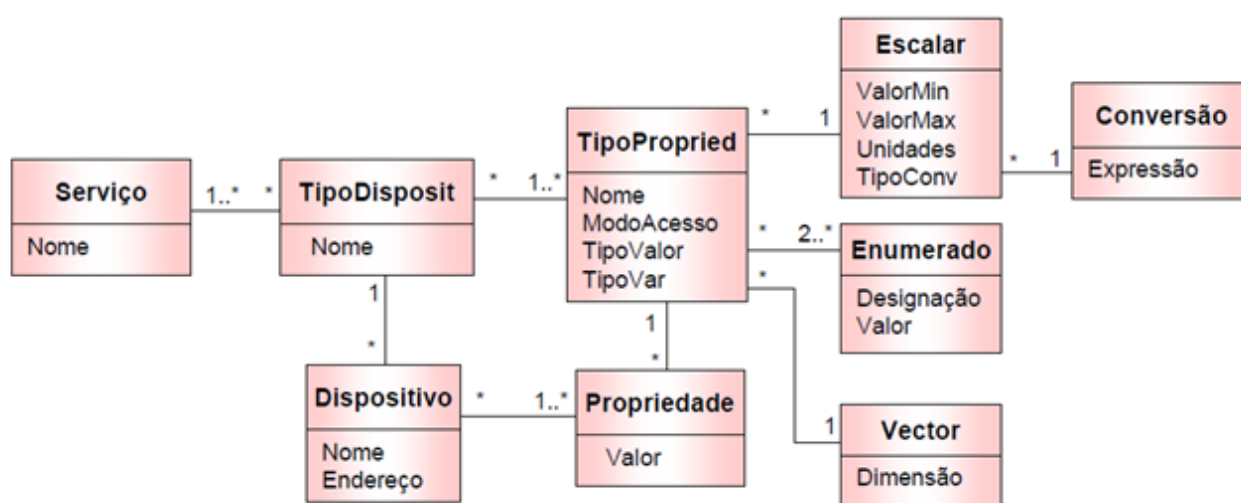 Serviço
Nome
1..*
*
TipoDisposit
Nome
*
1..*
TipoPropried
Nome
ModoAcesso
TipoValor
TipoVar
*
1
Escalar
ValorMin
ValorMax
Unidades
TipoConv
*
1
Conversão
Expressão
*
2..*
Enumerado
Designação
Valor
*
1
Vector
Dimensão
1
*
Dispositivo
Nome
Endereço
*
1..*
1
*
Propriedade
Valor